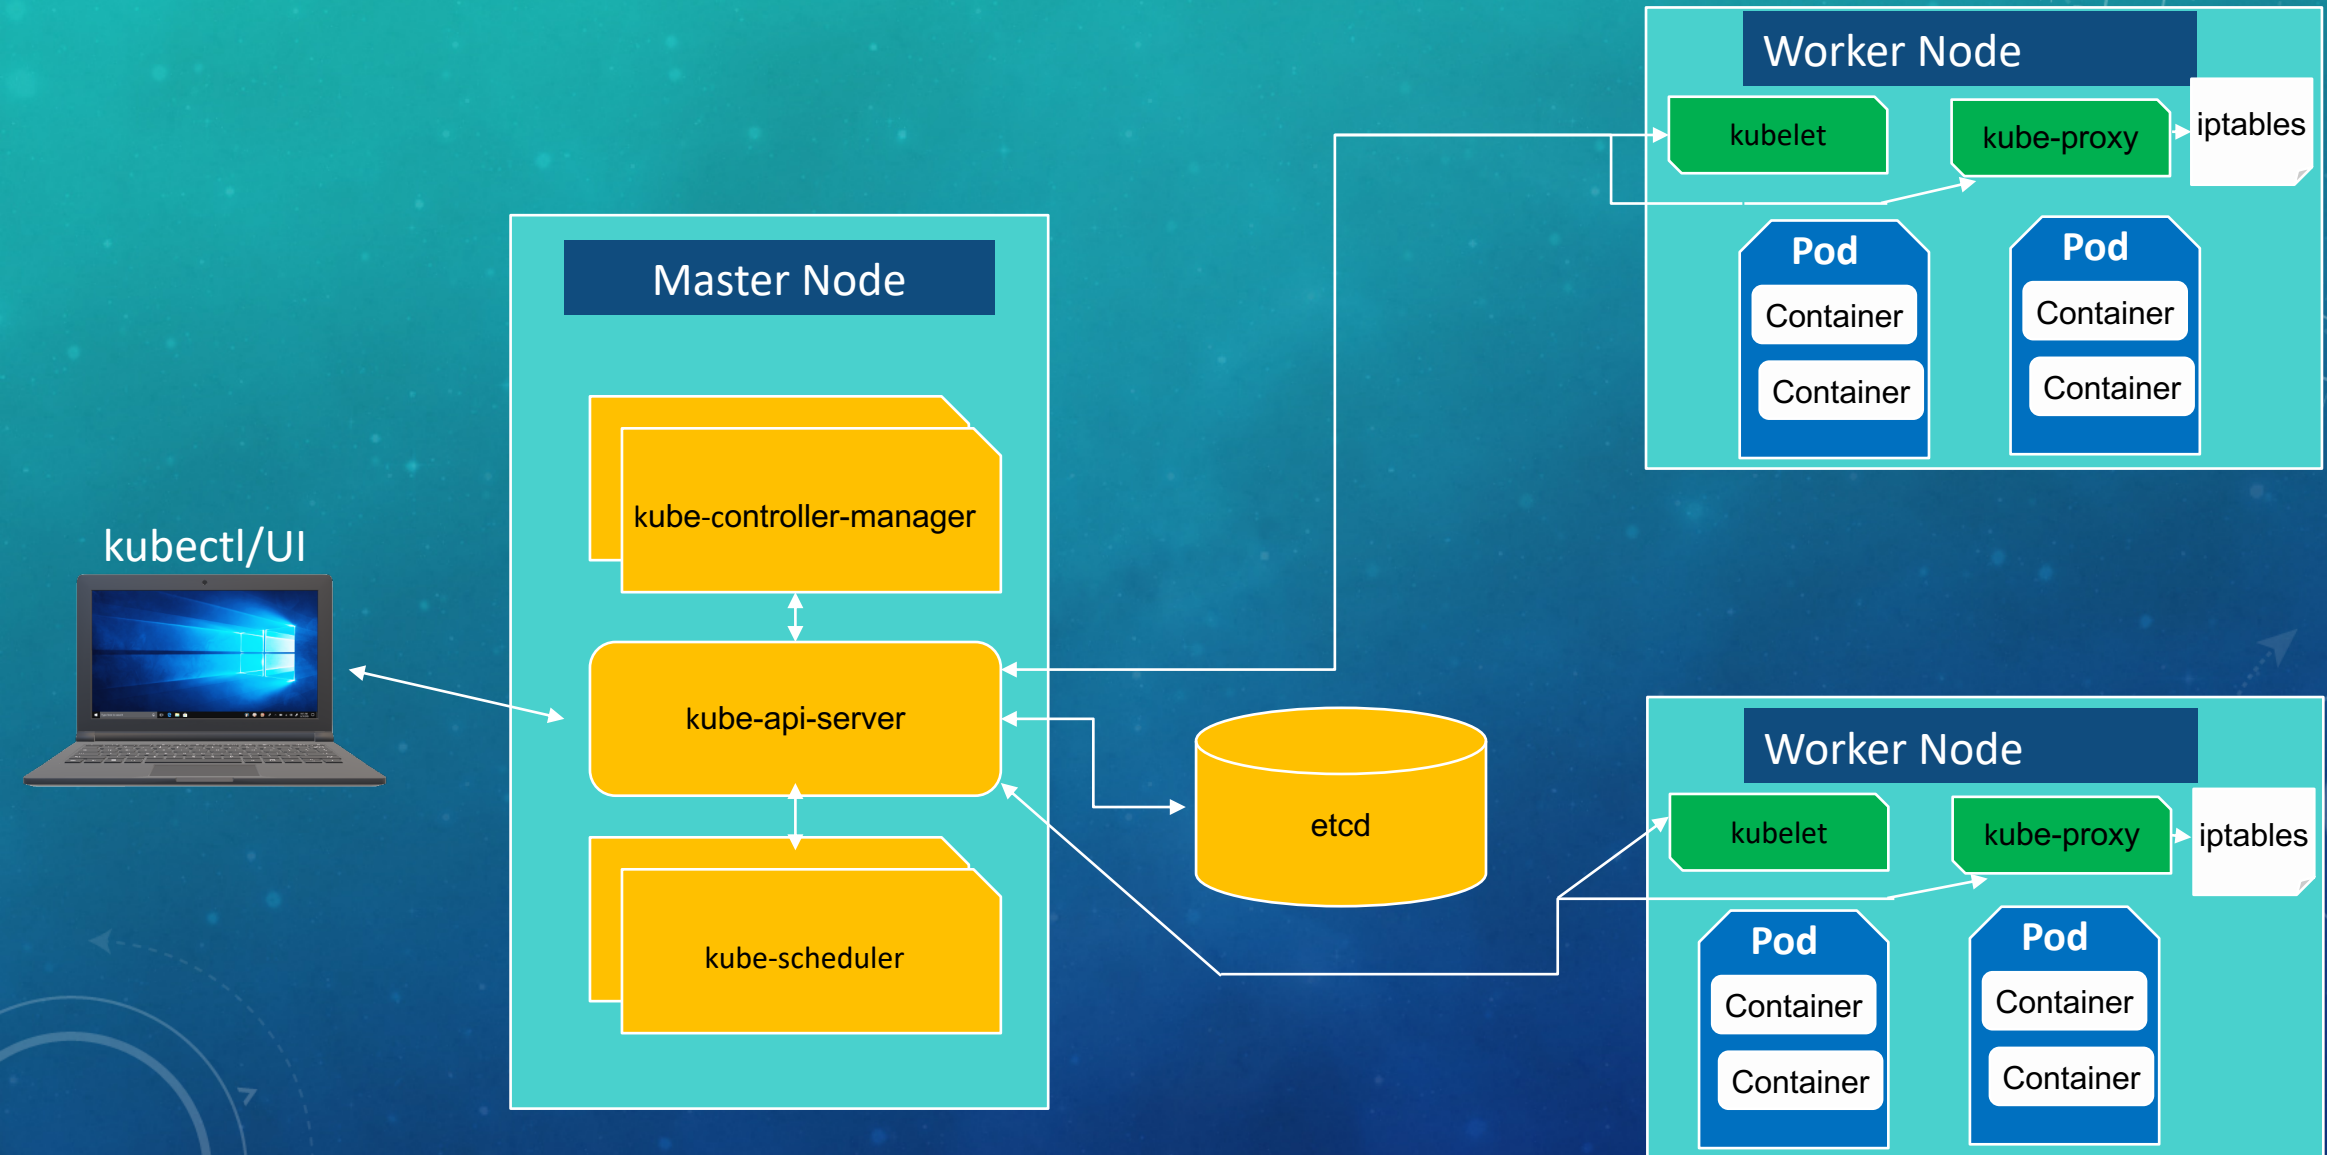 kubectl/UI
Master Node
kube-controller-manager
kube-api-server
kube-scheduler
etcd
Worker Node
kubelet
kube-proxy
iptables
Pod
Container
Container
Pod
Container
Container
Worker Node
kubelet
kube-proxy
iptables
Pod
Container
Container
Pod
Container
Container